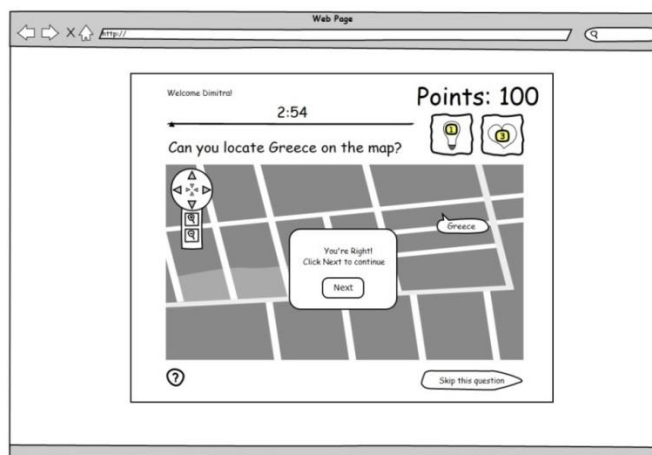 Web Page
http://
Welcome Dimitra!
Points: 100
2:54
1
3
Can you locate Greece on the map?
Greece
You're Right!
Click Next to continue
Next
?
Skip this question